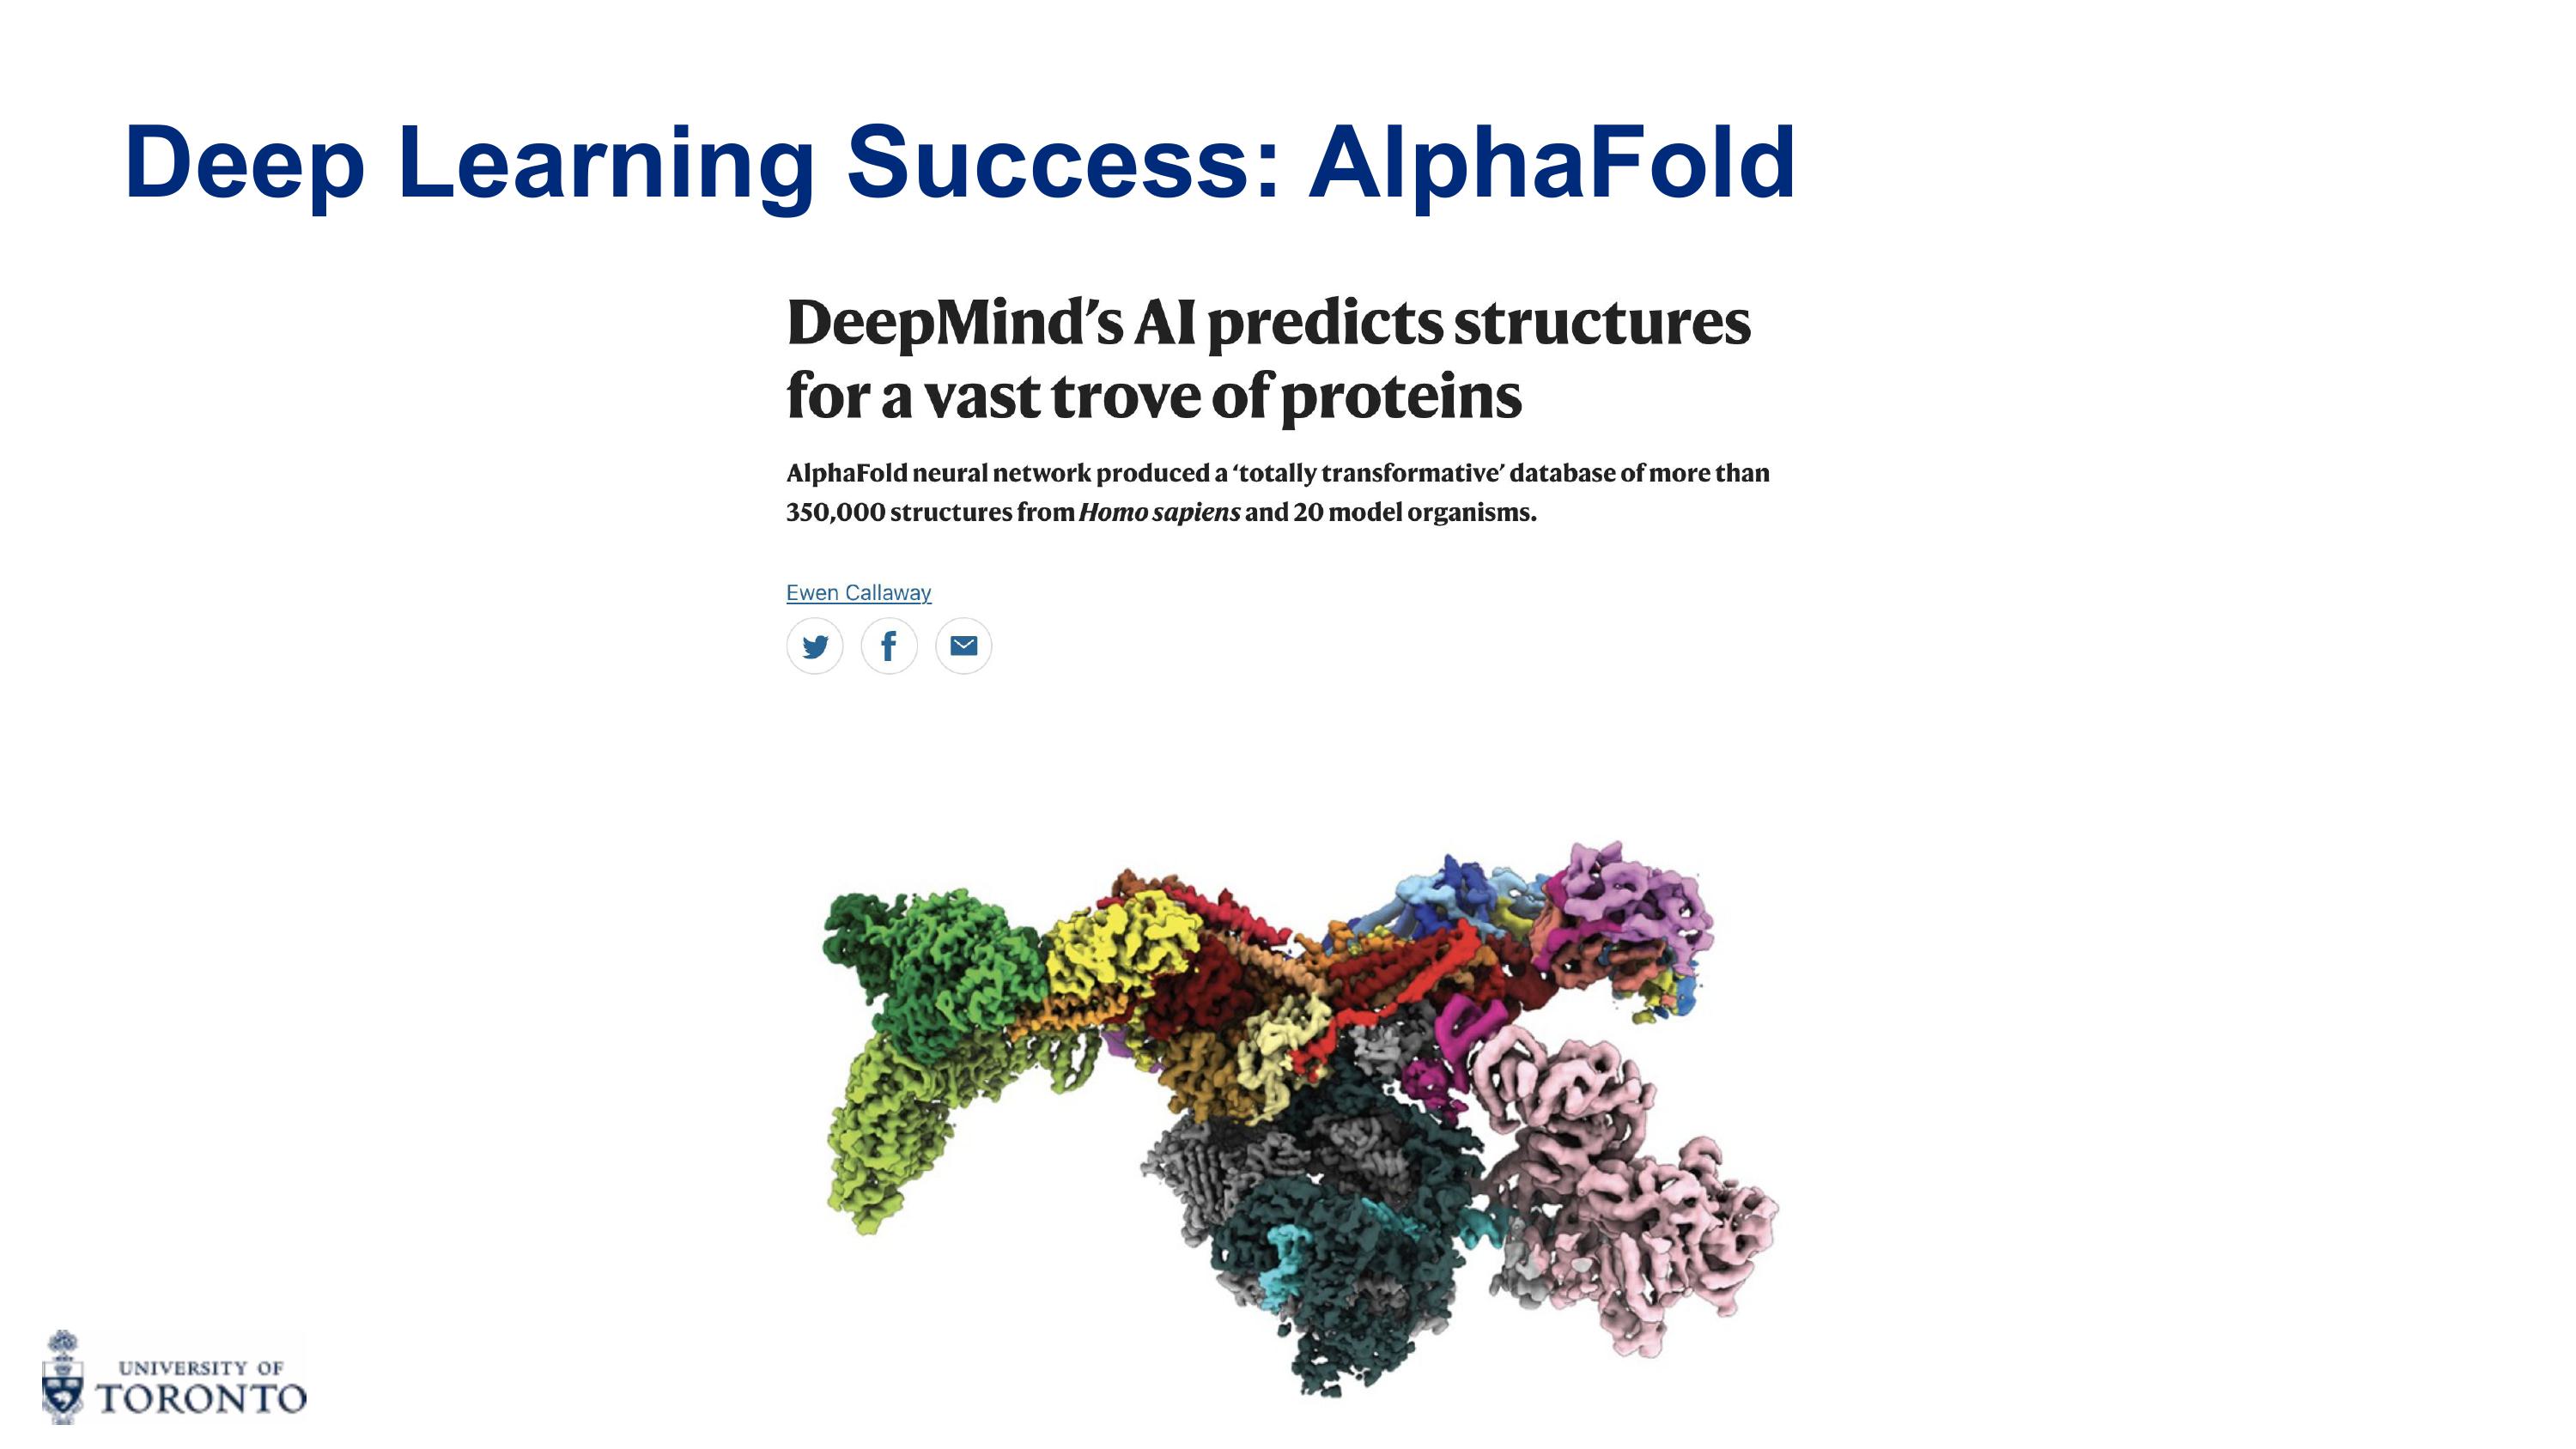 Deep Learning Success: AlphaFold
DeepMind’s AI predicts structures
for a vast trove of proteins
AlphaFold neural network produced a ‘totally transformative’ database of more than
350,000 structures from Homo sapiens and 20 model organisms.
Ewen Callaway
UNIVERSITY OF
TORONTO